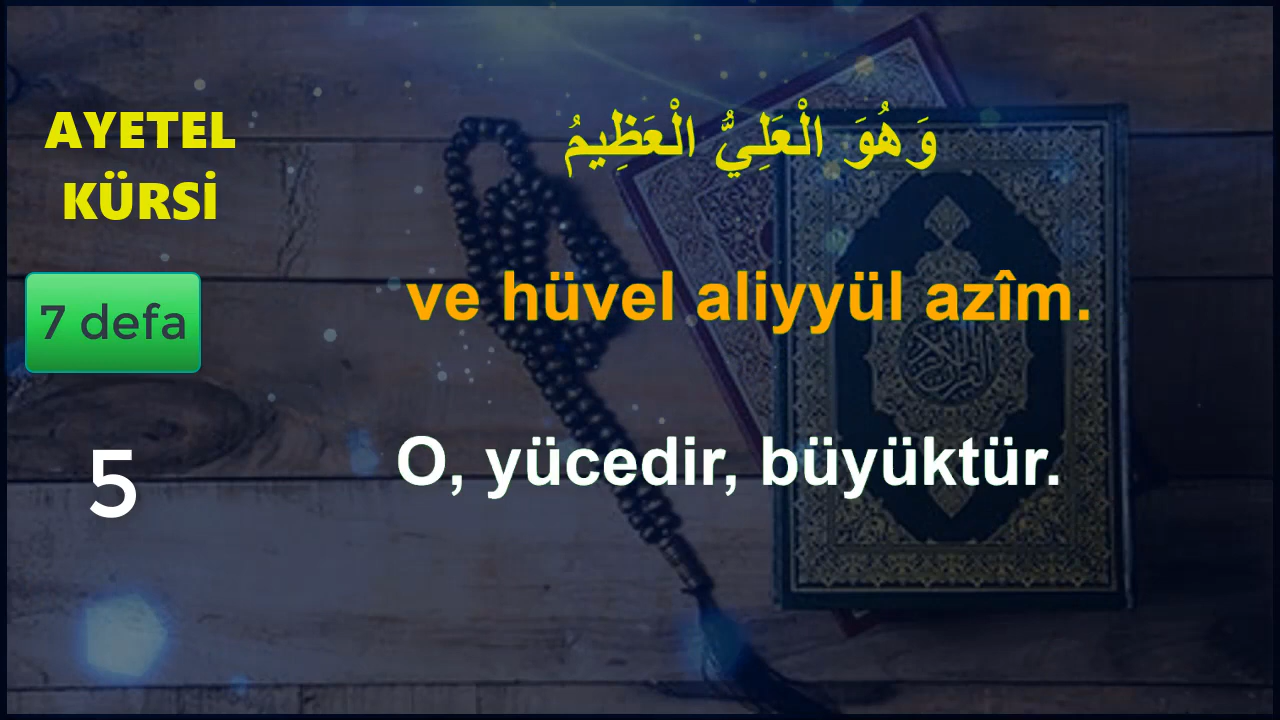 AYETEL
KÜRSİ
7 defa
5
وَهُوَ الْعَلِيُّ الْعَظِيمُ
ve hüvel aliyyül azîm.
O, yücedir, büyüktür.